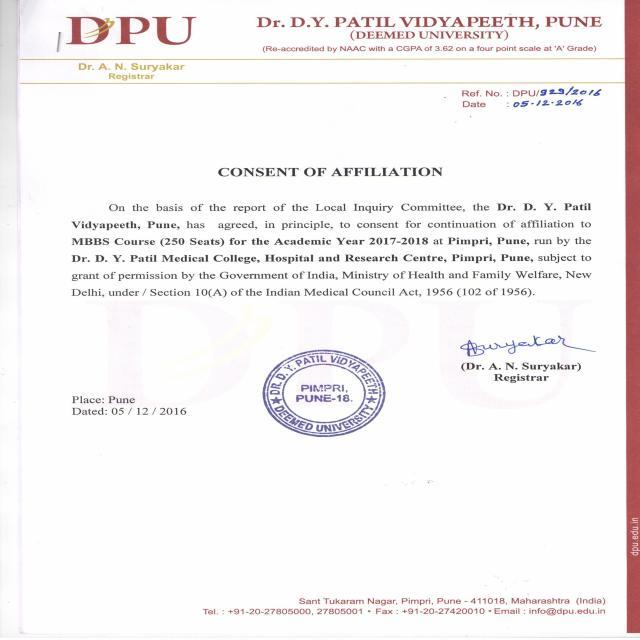 DPU
Dr. D.Y. PATIL VIDYAPEETH, PUNE
(DEEMED UNIVERSITY)
(Re-accredited by NAAC with a CGPA of 3.62 on a four point scale at 'A' Grade)
Dr. A. N. Suryakar
Registrar
Ref. No. : DPU/929/2016
Date : 05-12-2016
CONSENT OF AFFILIATION
On the basis of the report of the Local Inquiry Committee, the Dr. D. Y. Patil
Vidyapeeth, Pune, has agreed, in principle, to consent for continuation of affiliation to
MBBS Course (250 Seats) for the Academic Year 2017-2018 at Pimpri, Pune, run by the
Dr. D. Y. Patil Medical College, Hospital and Research Centre, Pimpri, Pune, subject to
grant of permission by the Government of India, Ministry of Health and Family Welfare, New
Delhi, under / Section 10(A) of the Indian Medical Council Act, 1956 (102 of 1956).
DPU
Suryakar
(Dr. A. N. Suryakar)
Registrar
DR. D. Y. PATIL VIDYAPEETH
PIMPRI,
PUNE-18.
DEEMED UNIVERSITY
Place: Pune
Dated: 05 / 12 / 2016
dpu.edu.in
Sant Tukaram Nagar, Pimpri, Pune - 411018, Maharashtra (India)
Tel. : +91-20-27805000, 27805001 • Fax : +91-20-27420010 • Email : info@dpu.edu.in